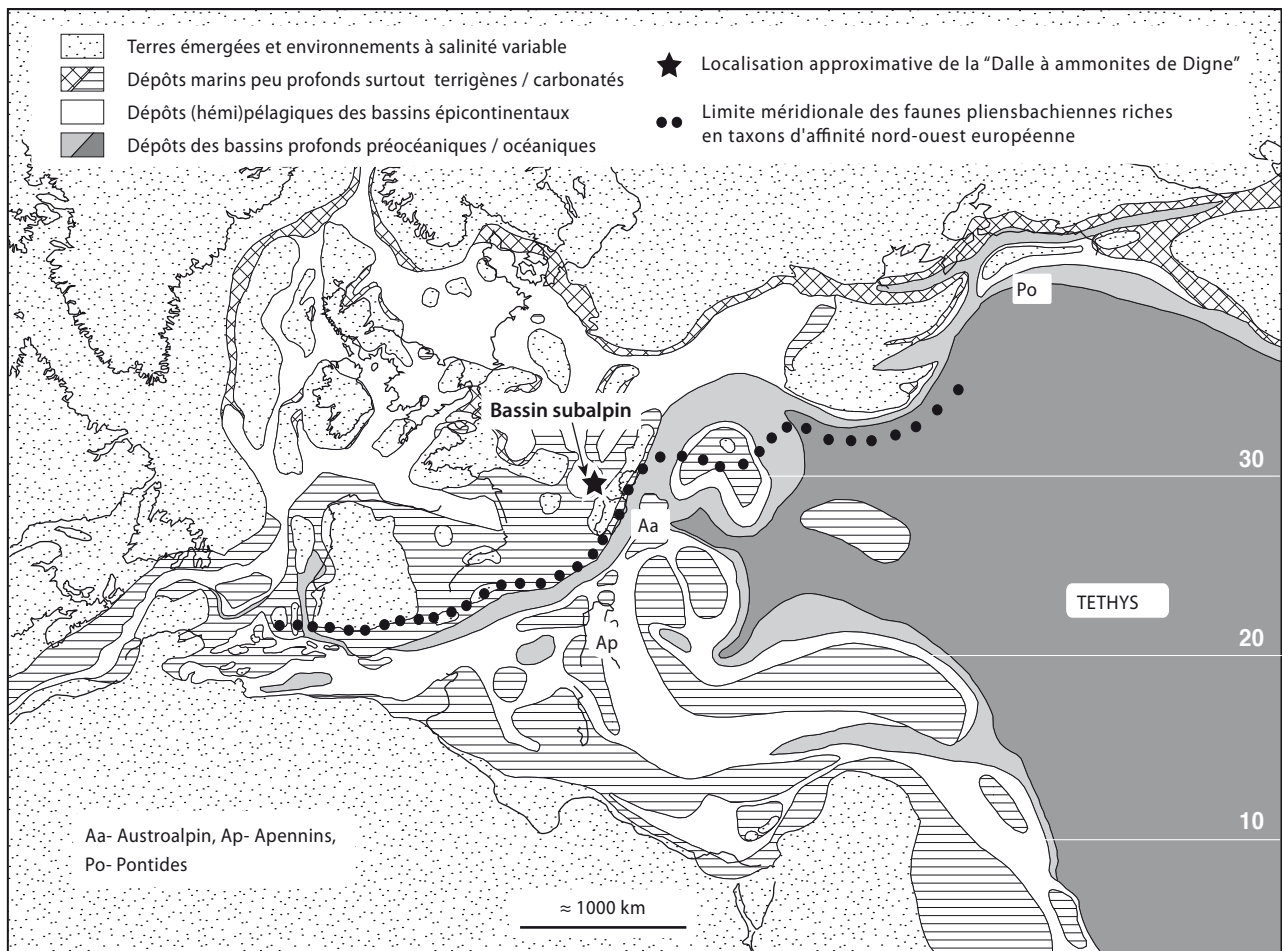 Terres émergées et environnements à salinité variable
Dépôts marins peu profonds surtout terrigènes / carbonatés
Dépôts (hémi)pélagiques des bassins épicontinentaux
Dépôts des bassins profonds préocéaniques / océaniques
Localisation approximative de la “Dalle à ammonites de Digne”
Limite méridionale des faunes pliensbachiennes riches
en taxons d'affinité nord-ouest européenne
Po
Bassin subalpin
30
Aa
TETHYS
20
Ap
10
Aa- Austroalpin, Ap- Apennins,
Po- Pontides
≈ 1000 km